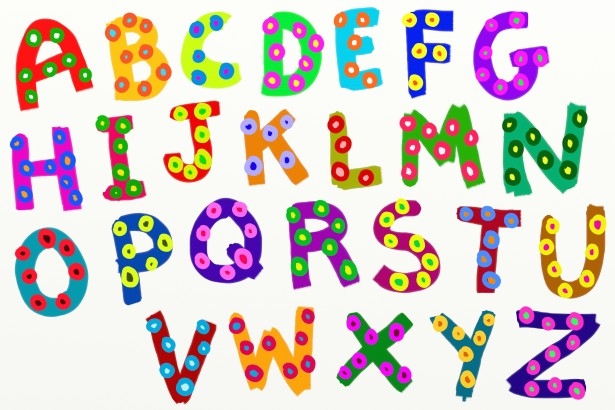 ABCDEFG
HIJKLMN
OPQRSTU
VWXYZ